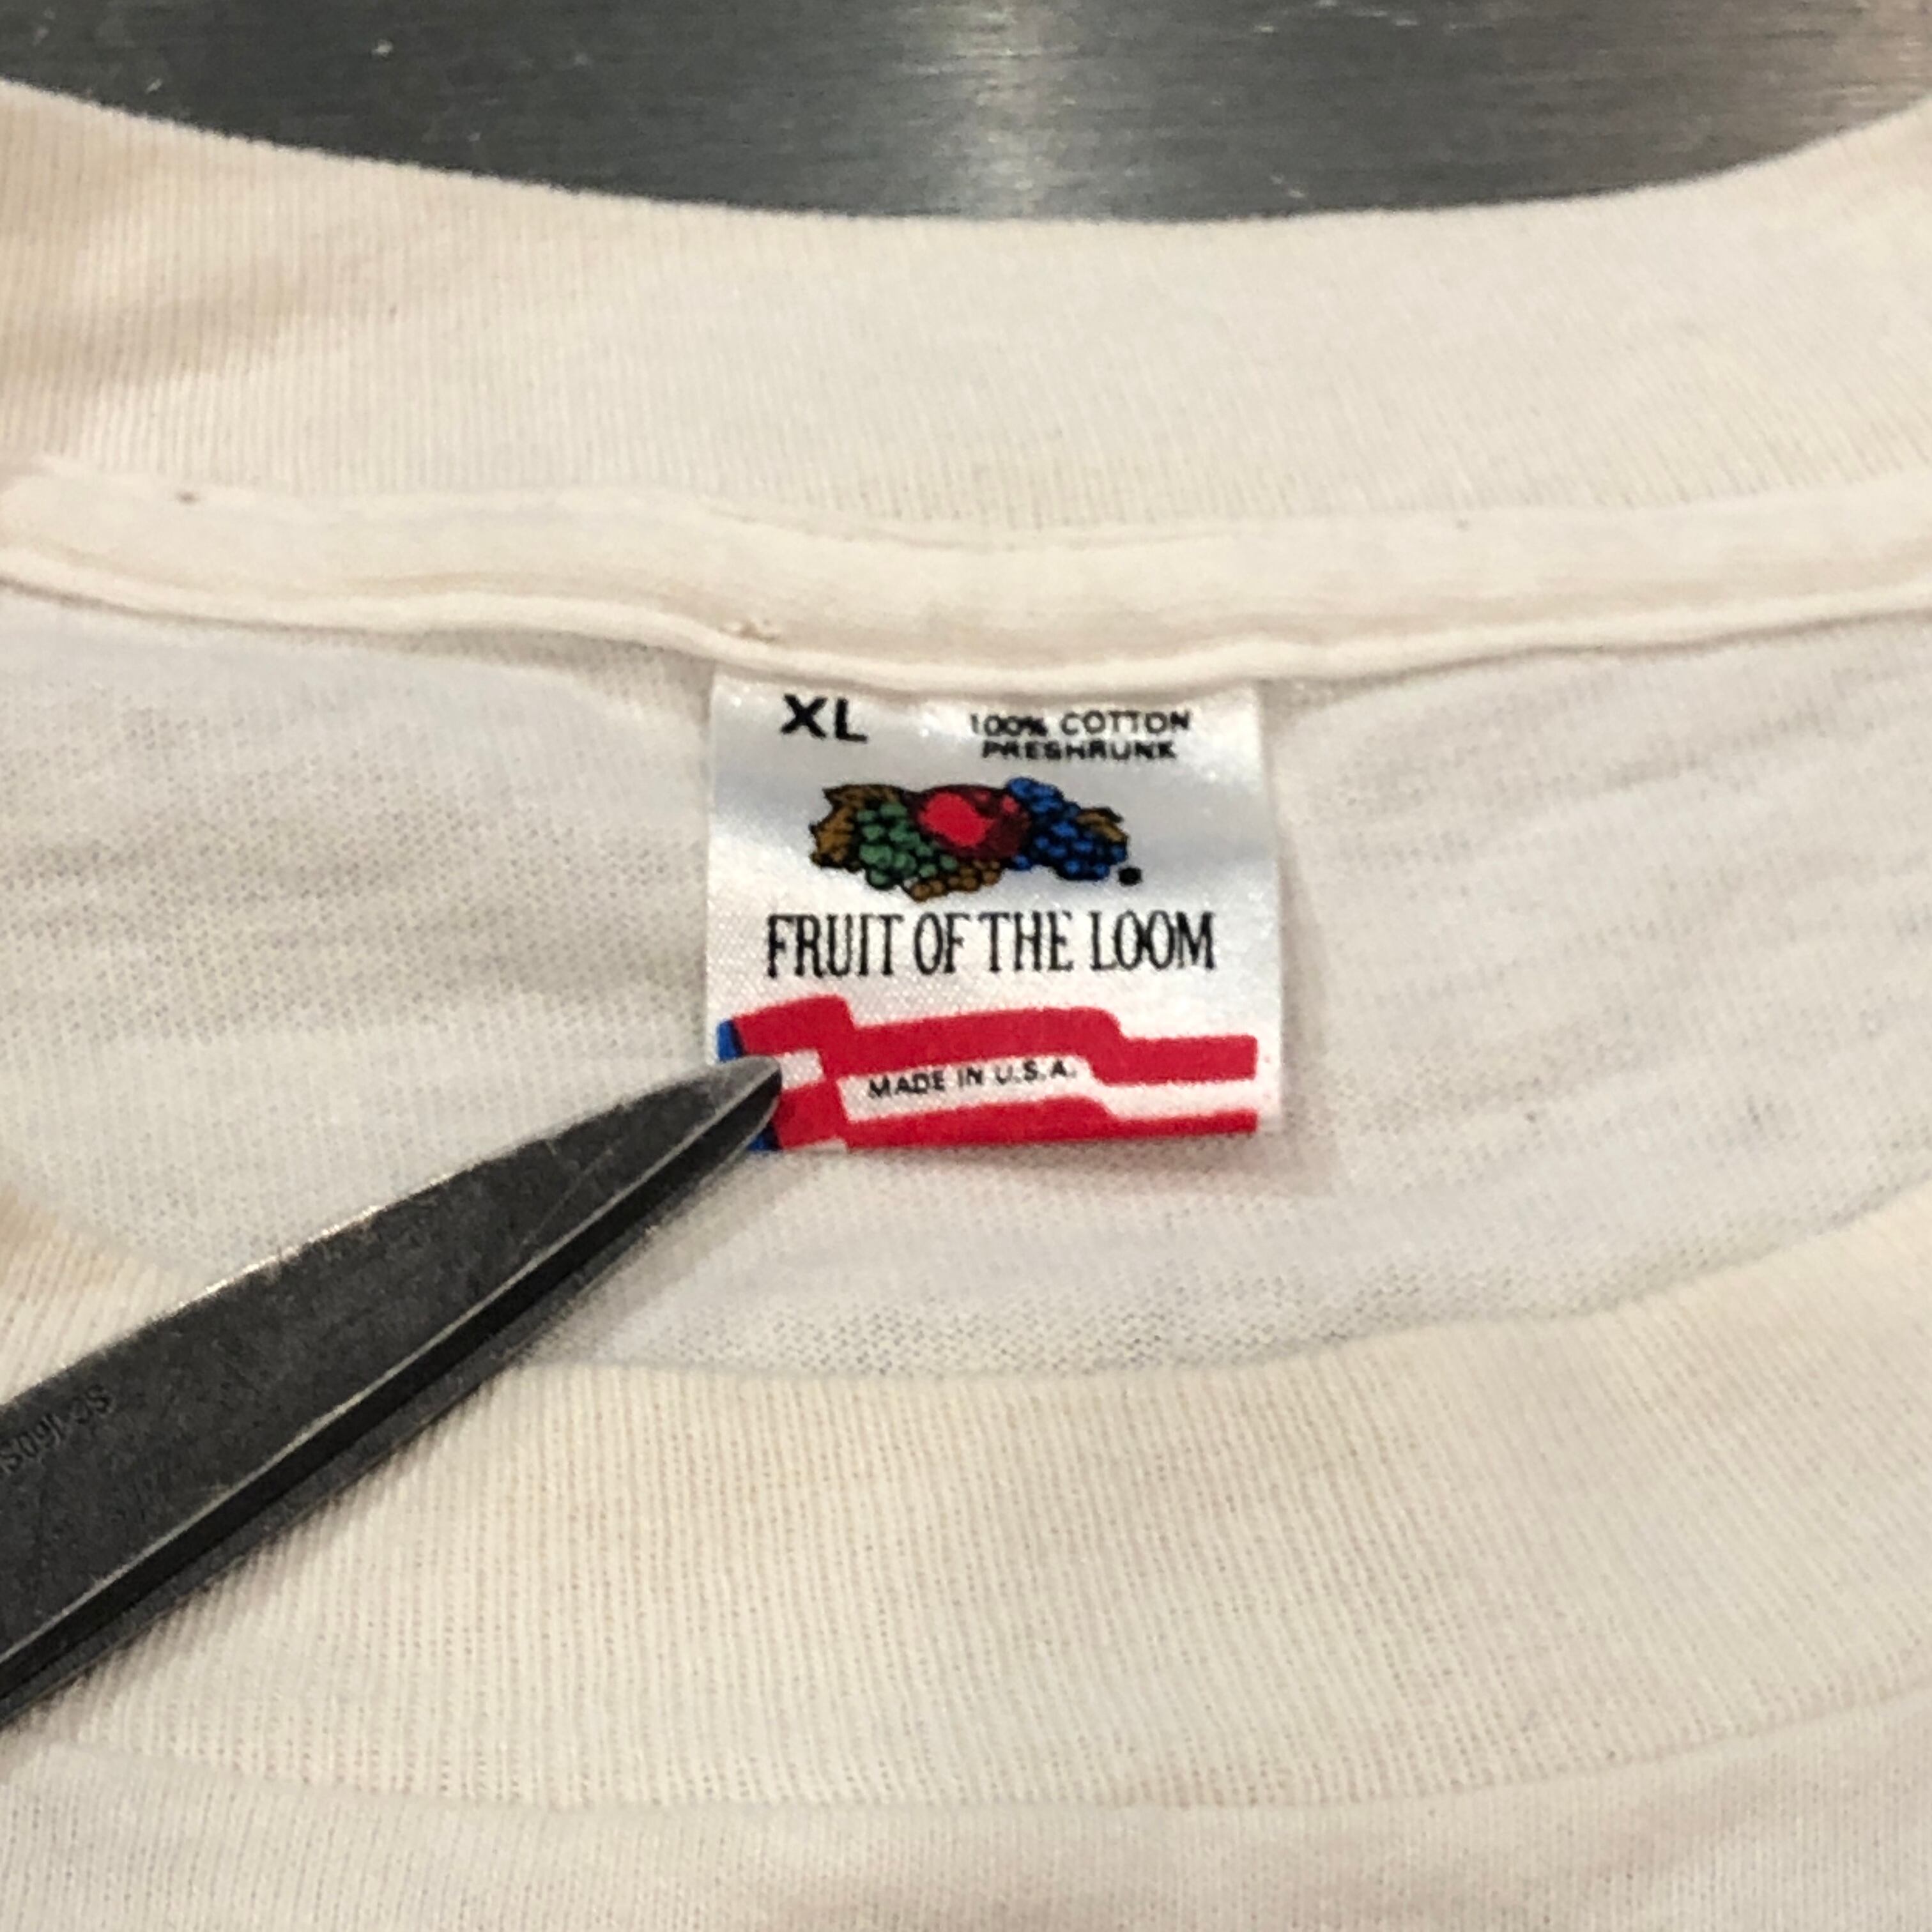 XL
100% COTTON
PRESHRUNK
FRUIT OF THE LOOM
MADE IN U.S.A.